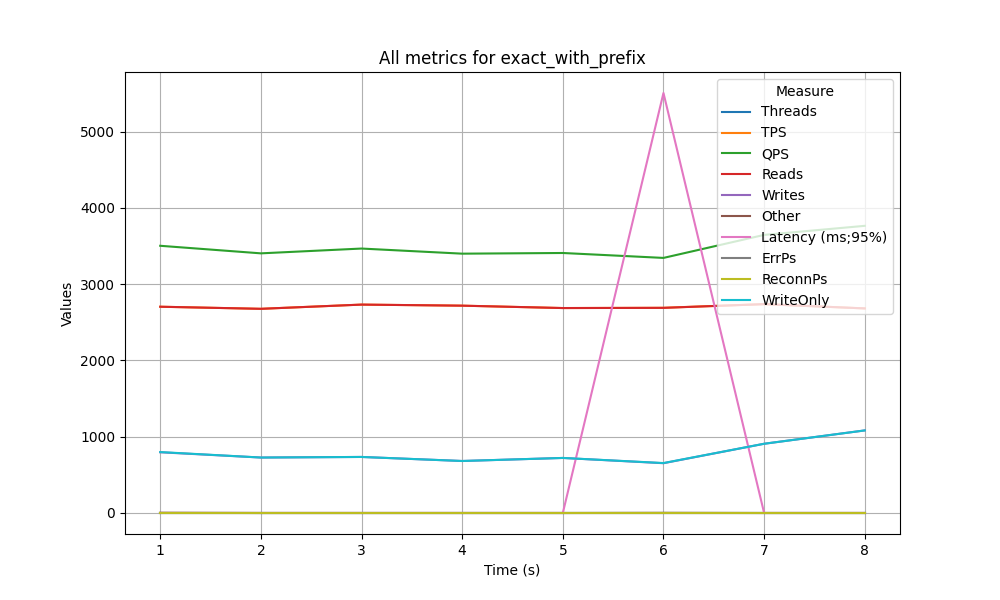 All metrics for exact_with_prefix
Measure
Threads
TPS
QPS
Reads
Writes
Other
Latency (ms;95%)
ErrPs
ReconnPs
WriteOnly
Values
5000
4000
3000
2000
1000
0
1 2 3 4 5 6 7 8
Time (s)